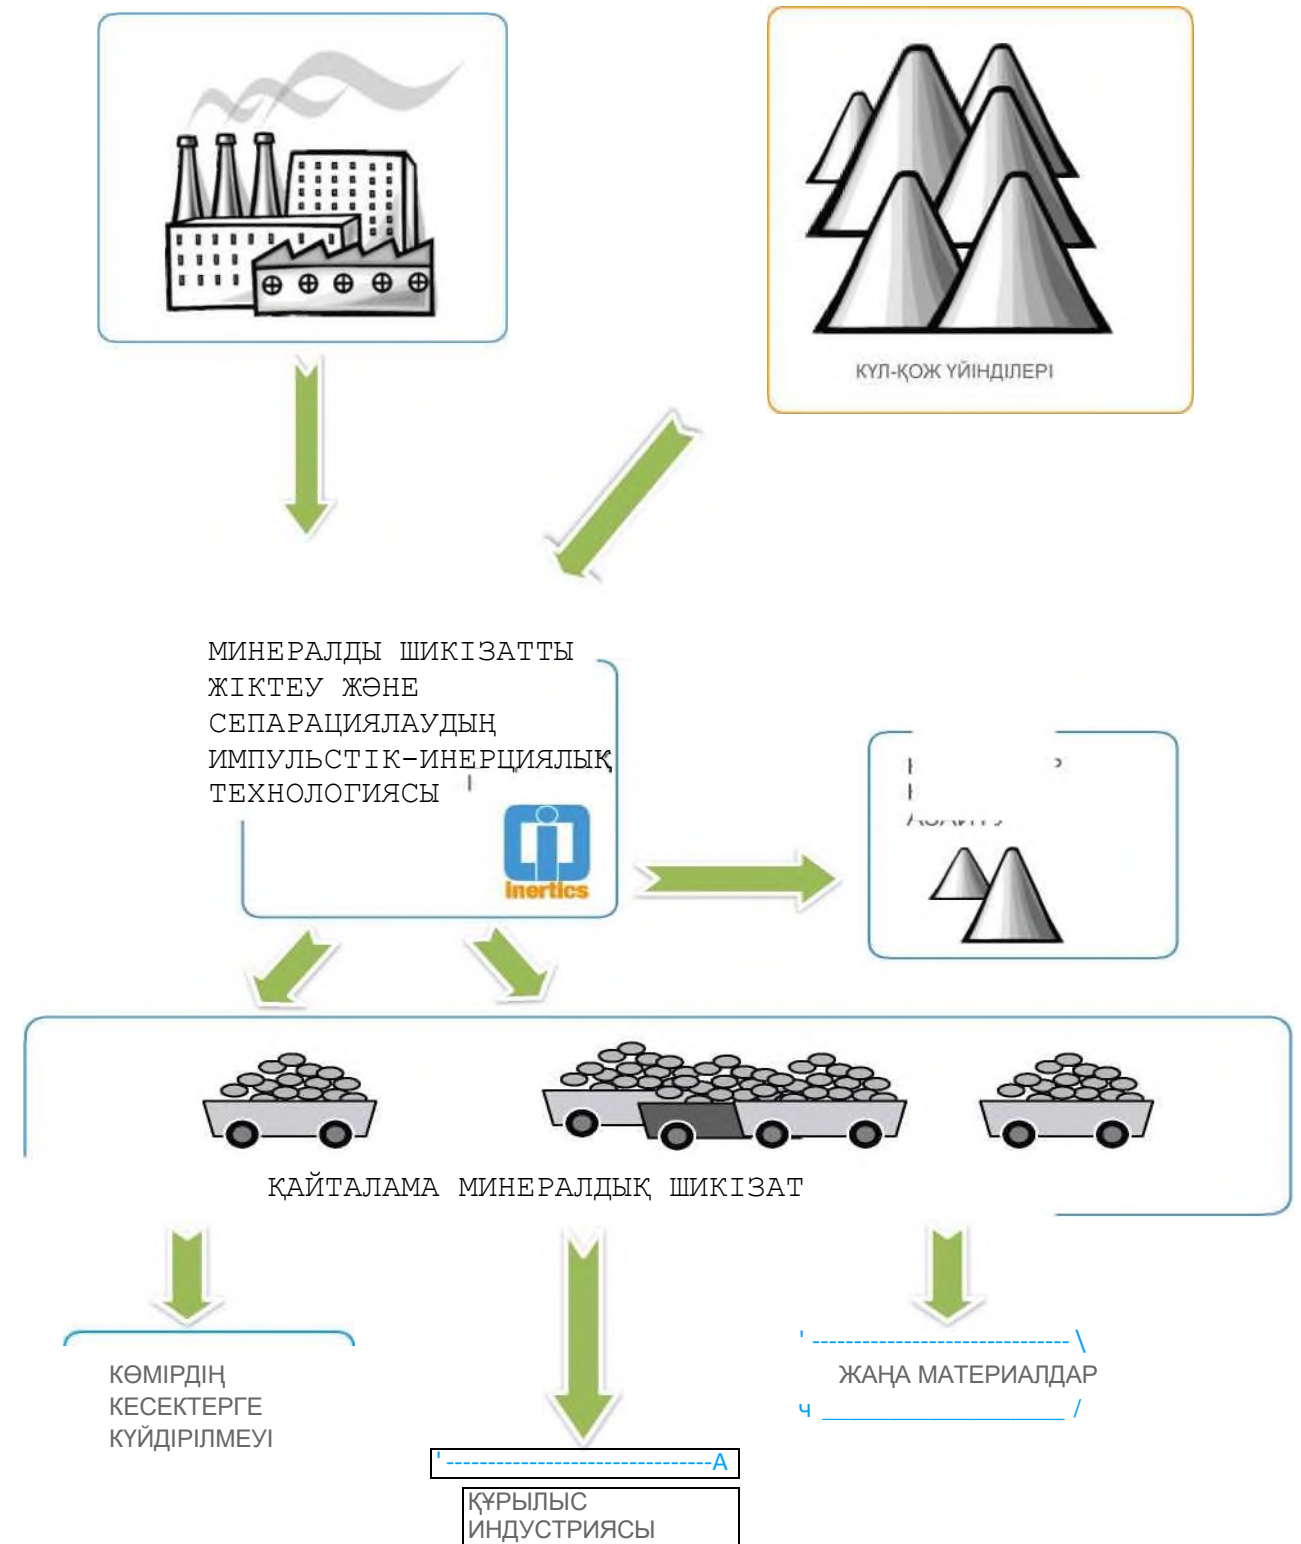 КҮЛ-ҚОЖ ҮЙІНДІЛЕРІ
МИНЕРАЛДЫ ШИКІЗАТТЫ
ЖІКТЕУ ЖӘНЕ
СЕПАРАЦИЯЛАУДЫҢ
ИМПУЛЬСТІК-ИНЕРЦИЯЛЫҚ
ТЕХНОЛОГИЯСЫ
inertics
ҚАЙТАЛАМА МИНЕРАЛДЫҚ ШИКІЗАТ
КӨМІРДІҢ
КЕСЕКТЕРГЕ
КҮЙДІРІЛМЕУІ
ЖАҢА МАТЕРИАЛДАР
ҚҰРЫЛЫС
ИНДУСТРИЯСЫ